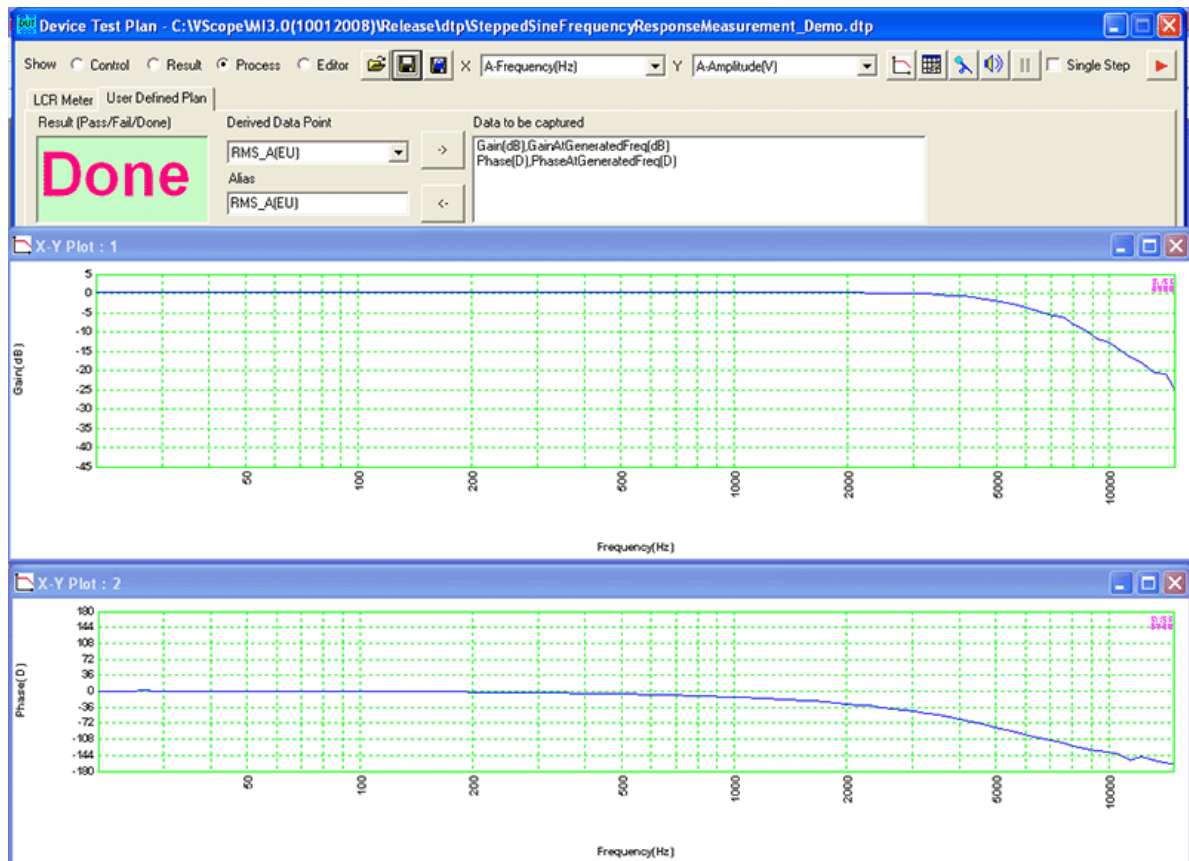 Device Test Plan - C:\VScope\MI3.0(10012008)\Release\dtp\SteppedSineFrequencyResponseMeasurement_Demo.dtp
Show Control Result Process Editor X A-Frequency(Hz) Y A-Amplitude(V) Single Step
LCR Meter User Defined Plan
Result (Pass/Fail/Done) Derived Data Point Data to be captured
Done
RMS_A(EU) ->
Alias
RMS_A(EU) <-
Gain(dB),GainAtGeneratedFreq(dB)
Phase(D),PhaseAtGeneratedFreq(D)
X-Y Plot : 1
Gain(dB)
5
0
-5
-10
-15
-20
-25
-30
-35
-40
-45
50 100 200 500 1000 2000 5000 10000
Frequency(Hz)
X-Y Plot : 2
Phase(D)
180
144
108
72
36
0
-36
-72
-108
-144
-180
50 100 200 500 1000 2000 5000 10000
Frequency(Hz)